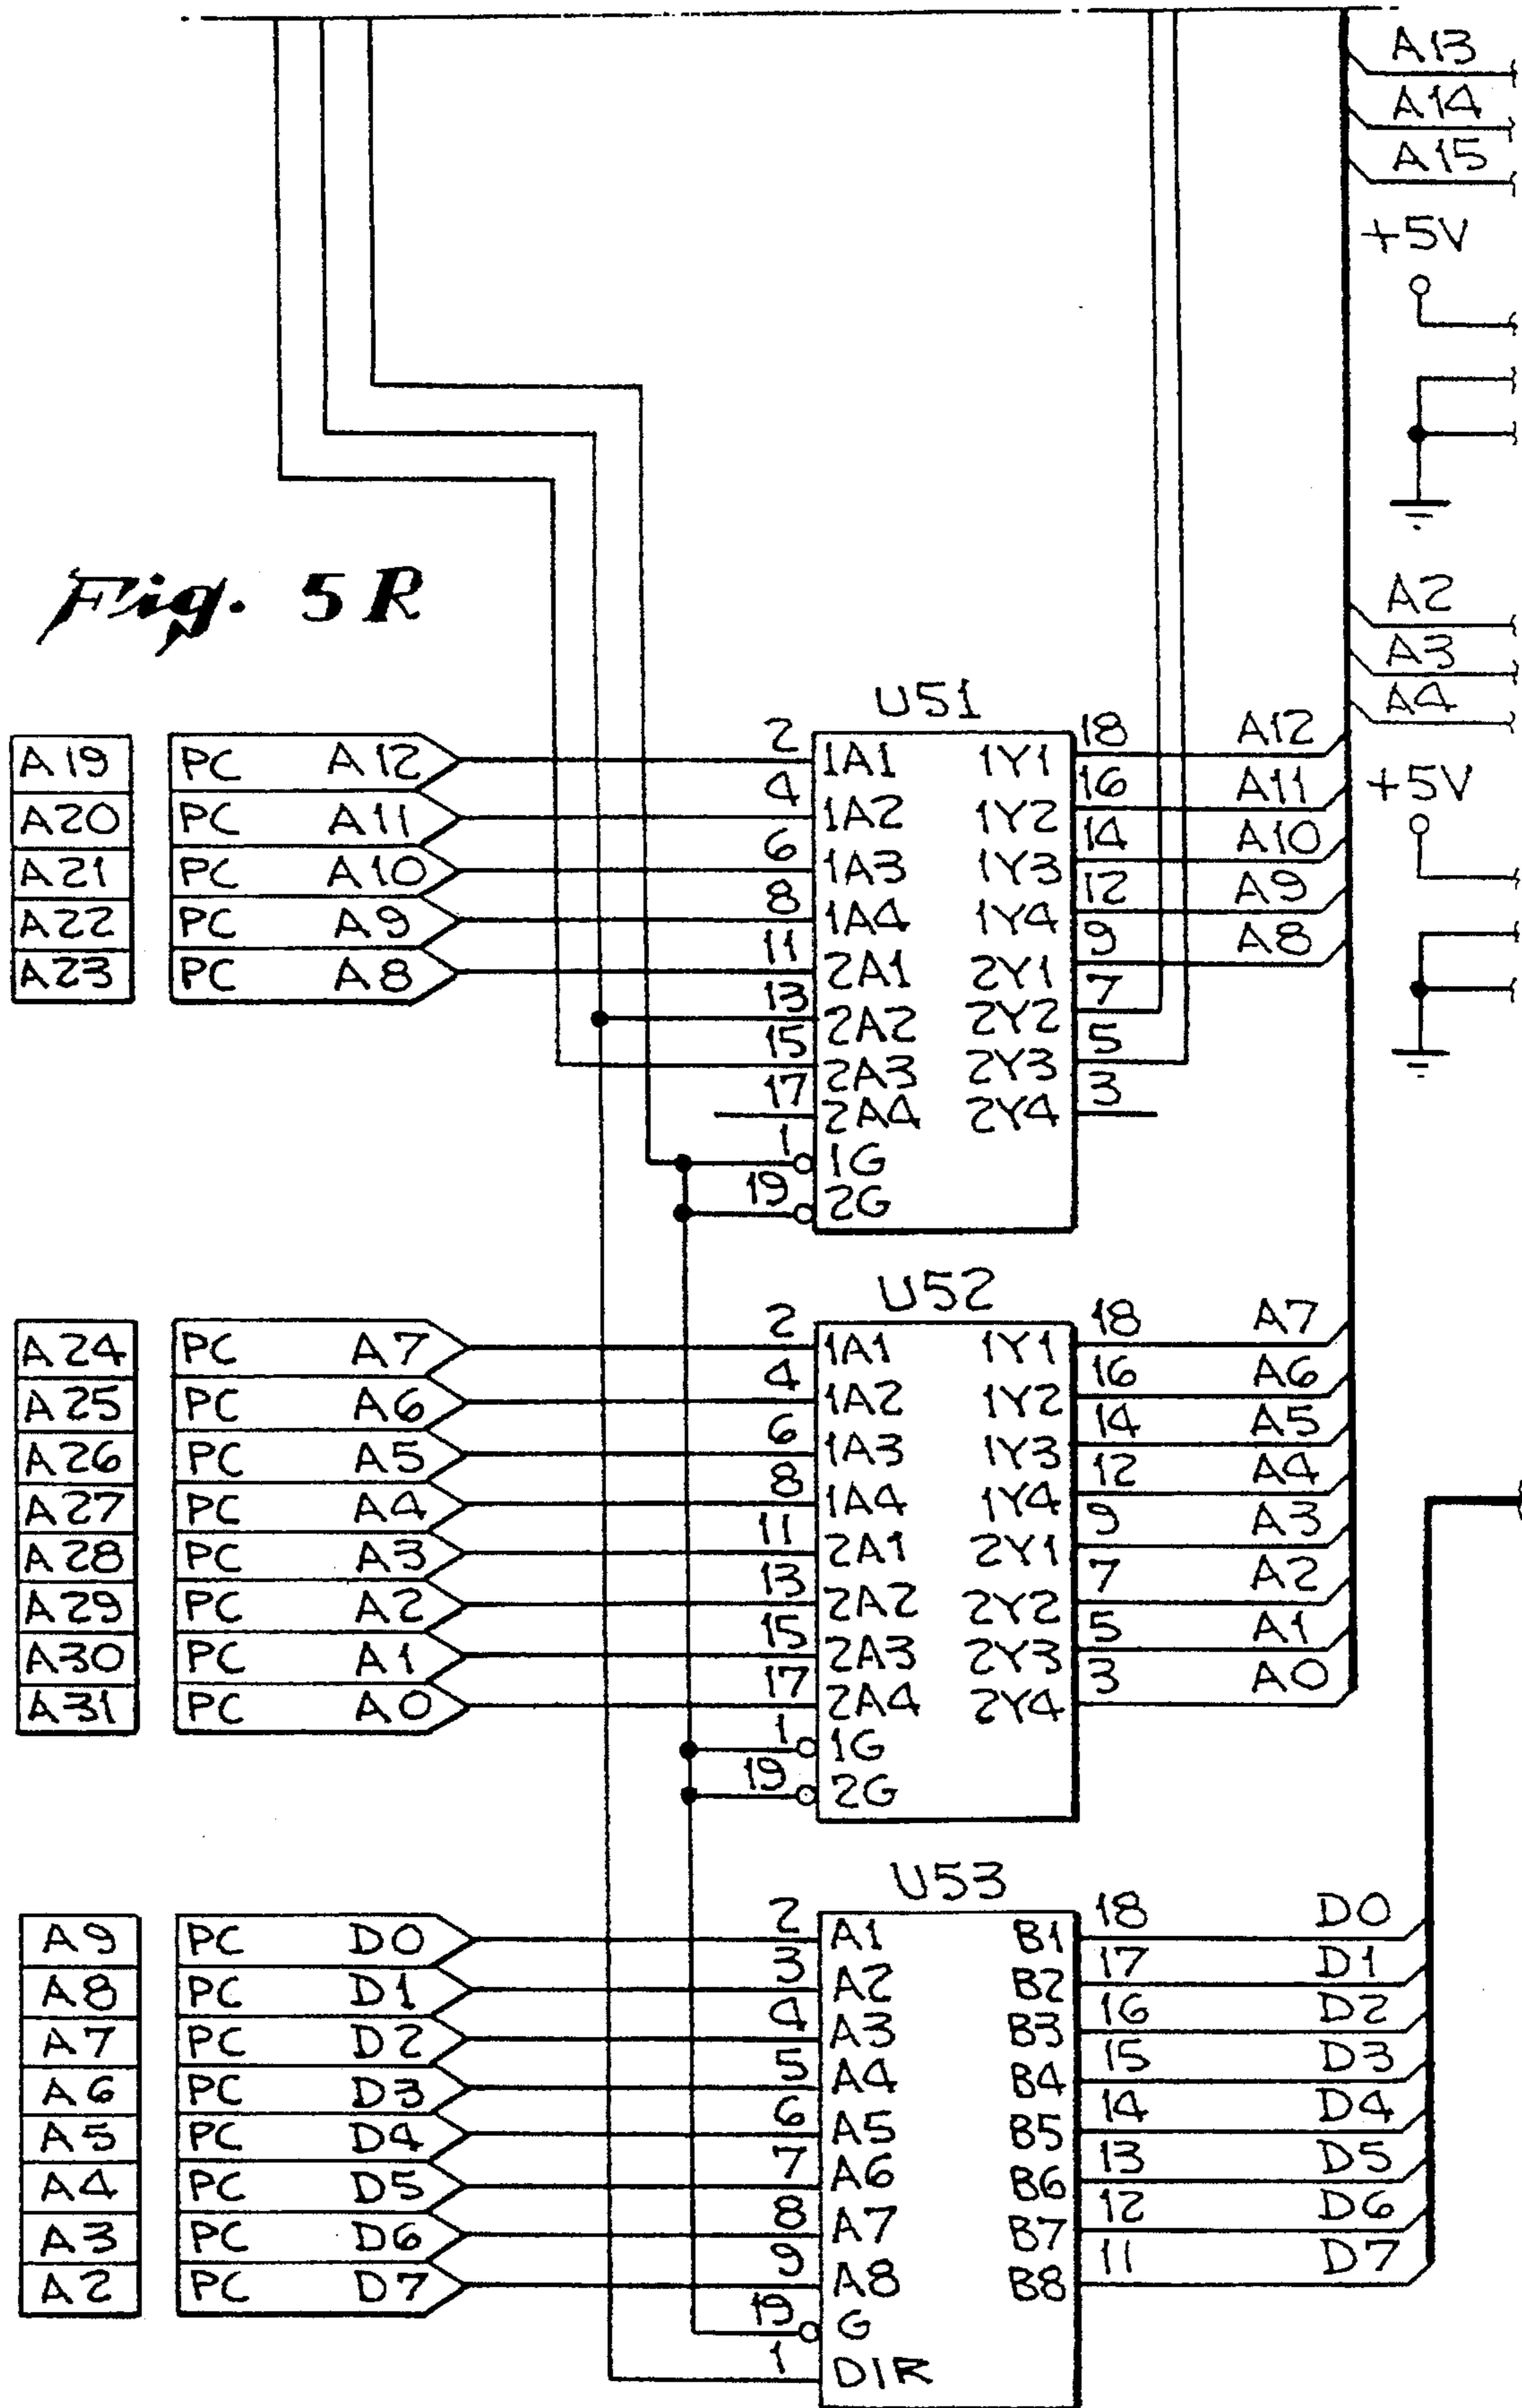 A13
A14
A15
+5V
Fig. 5R
A2
A3
A4
+5V
U51
A19 PC A12 2 1A1 1Y1 18 A12
A20 PC A11 4 1A2 1Y2 16 A11
A21 PC A10 6 1A3 1Y3 14 A10
A22 PC A9 8 1A4 1Y4 12 A9
A23 PC A8 11 2A1 2Y1 9 A8
13 2A2 2Y2 7
15 2A3 2Y3 5
17 2A4 2Y4 3
1 1G
19 2G
U52
A24 PC A7 2 1A1 1Y1 18 A7
A25 PC A6 4 1A2 1Y2 16 A6
A26 PC A5 6 1A3 1Y3 14 A5
A27 PC A4 8 1A4 1Y4 12 A4
A28 PC A3 11 2A1 2Y1 9 A3
A29 PC A2 13 2A2 2Y2 7 A2
A30 PC A1 15 2A3 2Y3 5 A1
A31 PC A0 17 2A4 2Y4 3 A0
1 1G
19 2G
U53
A9 PC D0 2 A1 B1 18 D0
A8 PC D1 3 A2 B2 17 D1
A7 PC D2 4 A3 B3 16 D2
A6 PC D3 5 A4 B4 15 D3
A5 PC D4 6 A5 B5 14 D4
A4 PC D5 7 A6 B6 13 D5
A3 PC D6 8 A7 B7 12 D6
A2 PC D7 9 A8 B8 11 D7
19 G
1 DIR